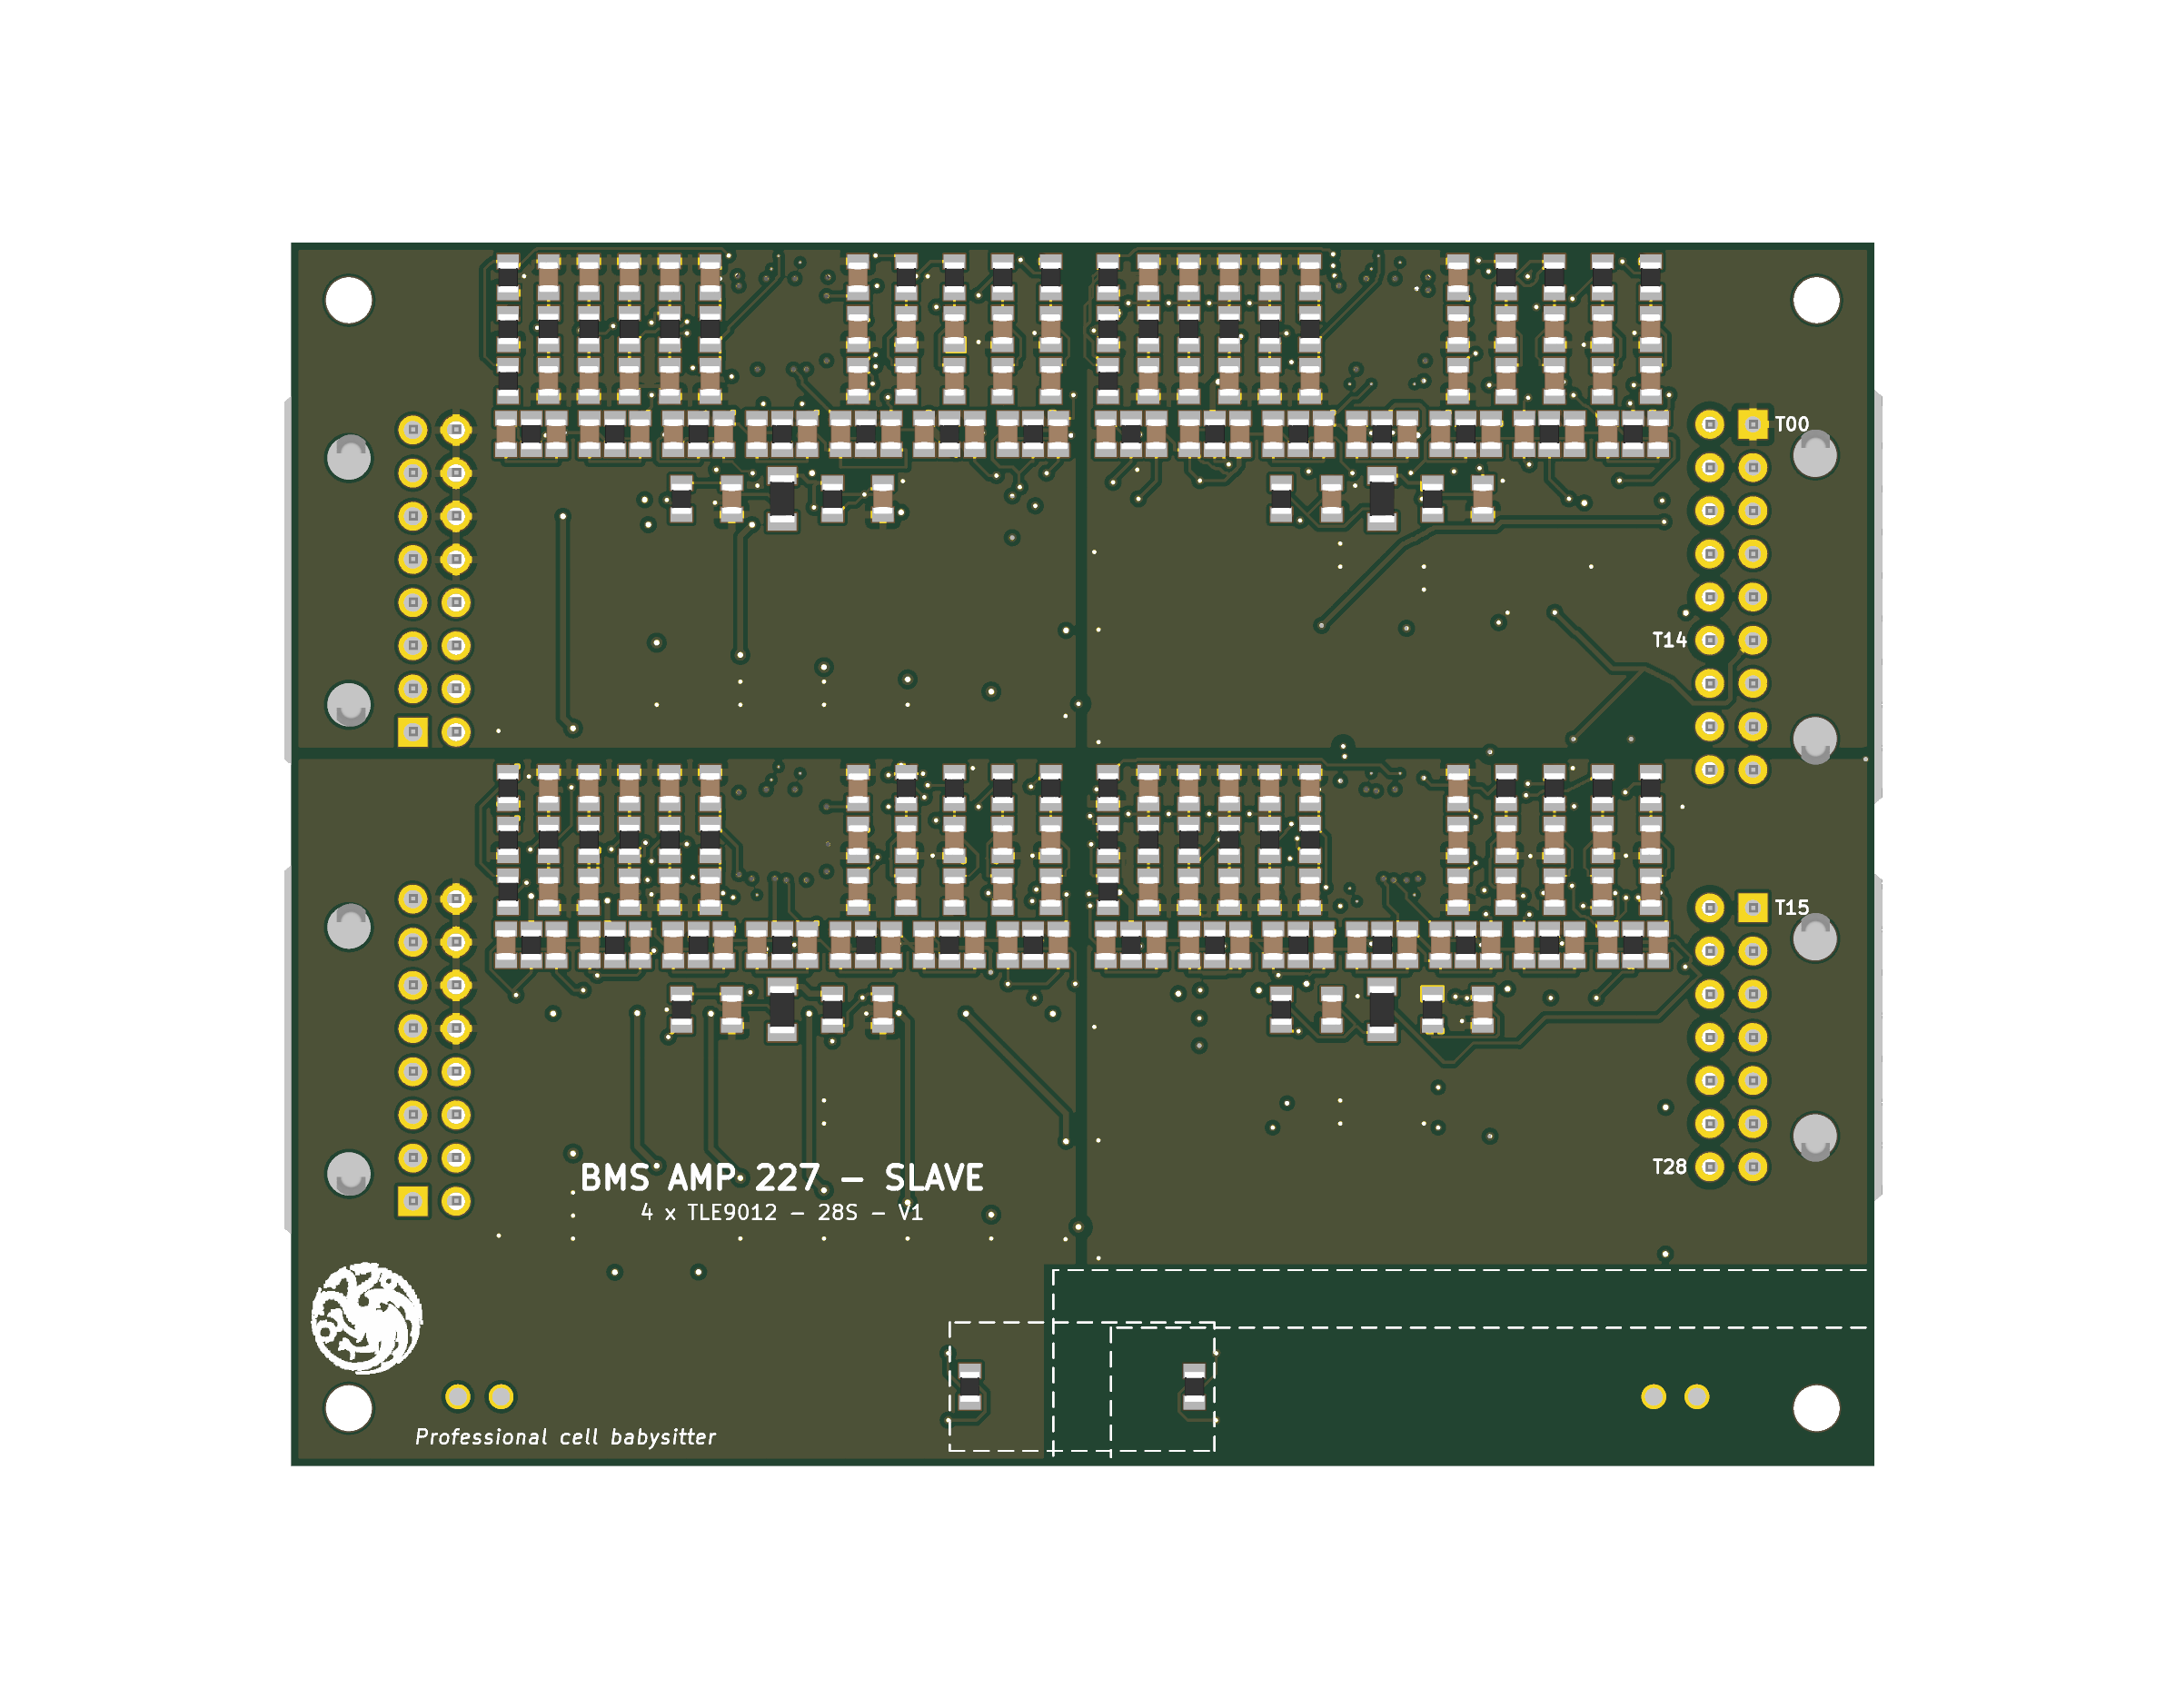 T00
T14
T15
BMS AMP 227 – SLAVE
T28
4 x TLE9012 – 28S – V1
Professional cell babysitter